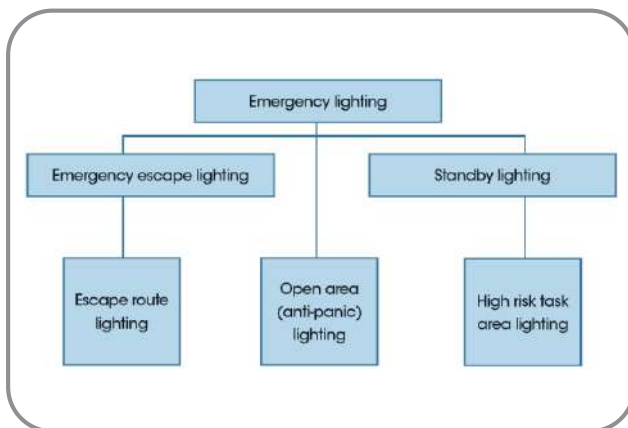 Emergency lighting
Emergency escape lighting
Standby lighting
Escape route
lighting
Open area
(anti-panic)
lighting
High risk task
area lighting